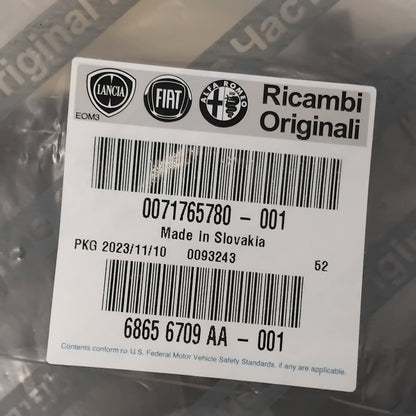 LANCIA
FIAT
ALFA ROMEO
Ricambi
Originali
EOM3
0071765780 - 001
Made in Slovakia
PKG 2023/11/10 0093243 52
6865 6709 AA - 001
Contents conform to U.S. Federal Motor Vehicle Safety Standards, if any are applicable.